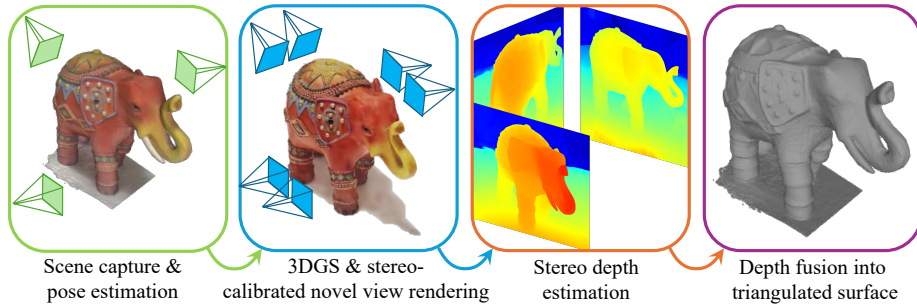 Scene capture &
pose estimation
3DGS & stereo-
calibrated novel view rendering
Stereo depth
estimation
Depth fusion into
triangulated surface